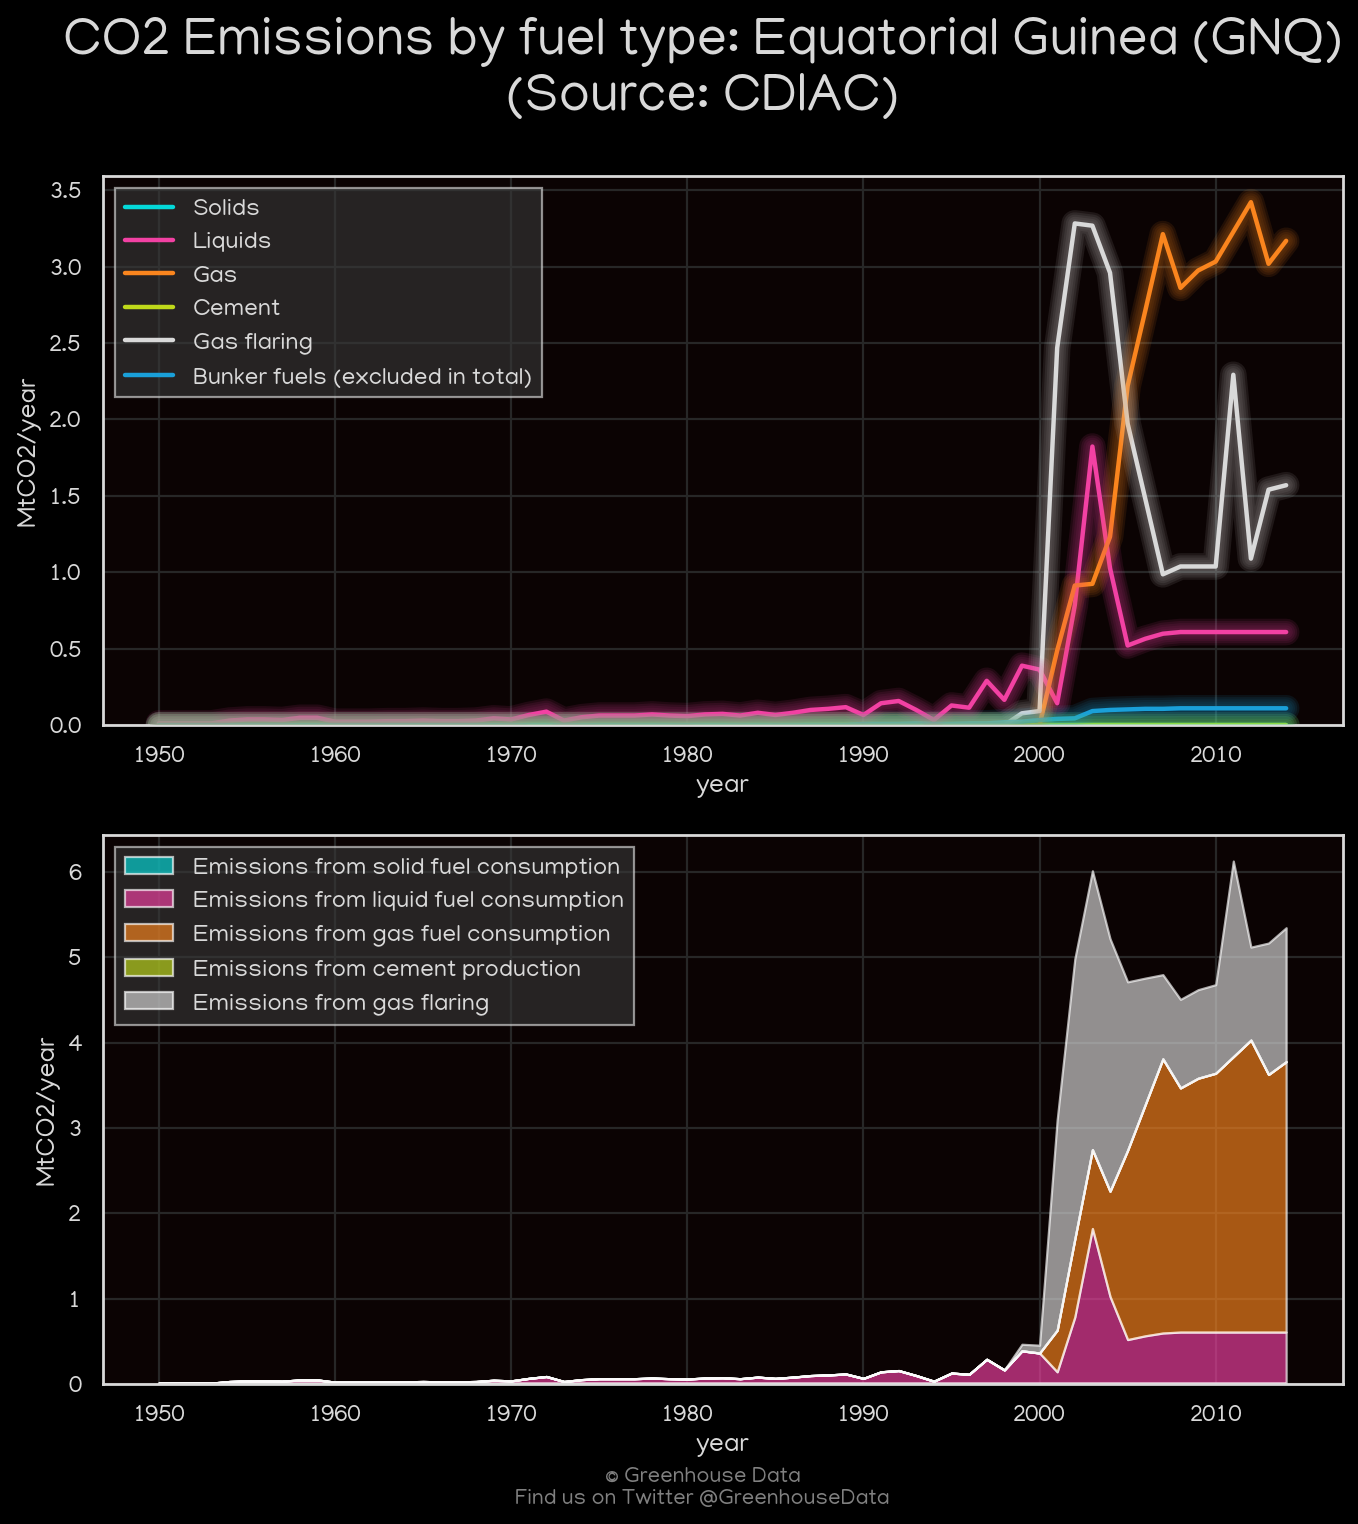 CO2 Emissions by fuel type: Equatorial Guinea (GNQ)
(Source: CDIAC)
3.5
3.0
2.5
2.0
1.5
1.0
0.5
0.0
MtCO2/year
Solids
Liquids
Gas
Cement
Gas flaring
Bunker fuels (excluded in total)
1950 1960 1970 1980 1990 2000 2010
year
6
5
4
3
2
1
0
MtCO2/year
Emissions from solid fuel consumption
Emissions from liquid fuel consumption
Emissions from gas fuel consumption
Emissions from cement production
Emissions from gas flaring
1950 1960 1970 1980 1990 2000 2010
year
© Greenhouse Data
Find us on Twitter @GreenhouseData